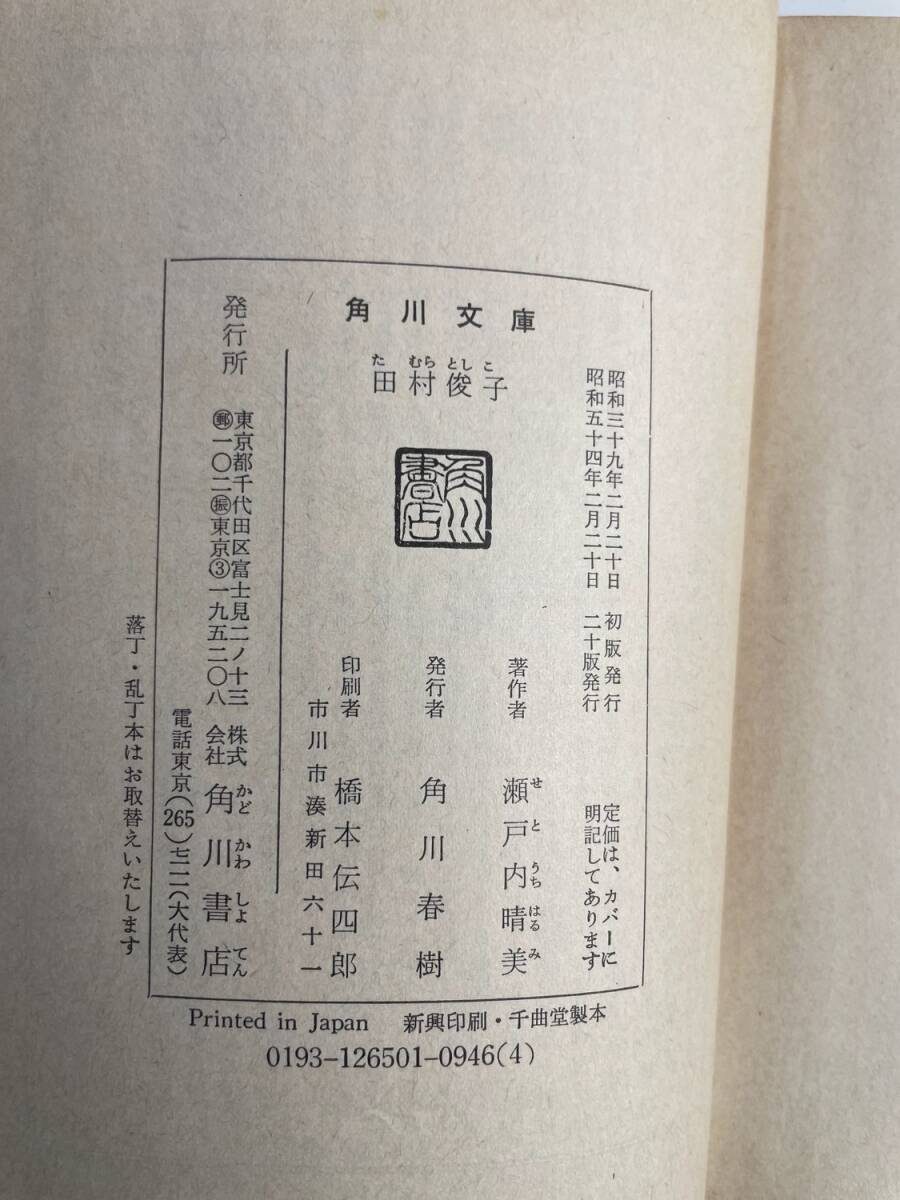 角川文庫
田村俊子
た むら とし こ
昭和三十九年二月二十日 初版発行
昭和五十四年二月二十日 二十版発行
定価は、カバーに
明記してあります
角川書店
著作者 瀬戸内晴美
せ と うち はる み
発行者 角川春樹
印刷者 橋本伝四郎
市川市湊新田六十一
発行所
東京都千代田区富士見二ノ十三
㊩一〇二㊩東京③一九五二〇八
株式
会社 角川書店
かど かわ しょ てん
電話東京(265)七一一一(大代表)
落丁・乱丁本はお取替えいたします
Printed in Japan 新興印刷・千曲堂製本
0193-126501-0946(4)